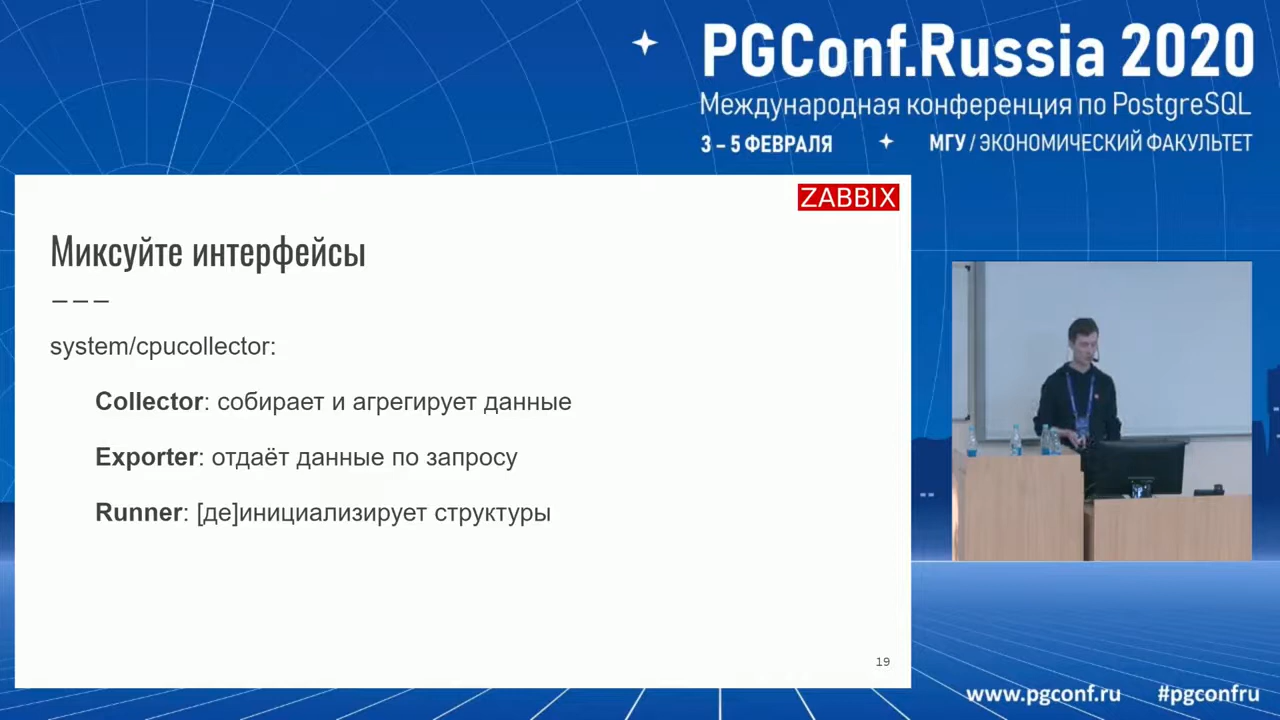 PGConf.Russia 2020
Международная конференция по PostgreSQL
3 – 5 ФЕВРАЛЯ МГУ / ЭКОНОМИЧЕСКИЙ ФАКУЛЬТЕТ
ZABBIX
Миксуйте интерфейсы
–––
system/cpucollector:
Collector: собирает и агрегирует данные
Exporter: отдаёт данные по запросу
Runner: [де]инициализирует структуры
19
www.pgconf.ru #pgconfru